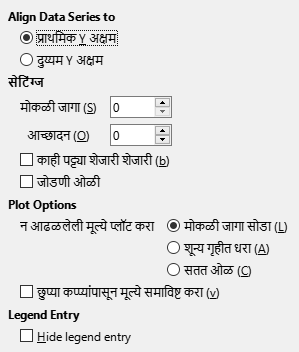 Align Data Series to
प्राथमिक Y अक्षम
दुय्यम Y अक्षम
सेटिंग्ज
मोकळी जागा (S) 0
आच्छादन (O) 0
काही पट्ट्या शेजारी शेजारी (b)
जोडणी ओळी
Plot Options
न आढळलेली मूल्ये प्लॉट करा मोकळी जागा सोडा (L)
शून्य गृहीत धरा (A)
सतत ओळ (C)
छुप्या कप्प्यांपासून मूल्ये समाविष्ट करा (v)
Legend Entry
Hide legend entry